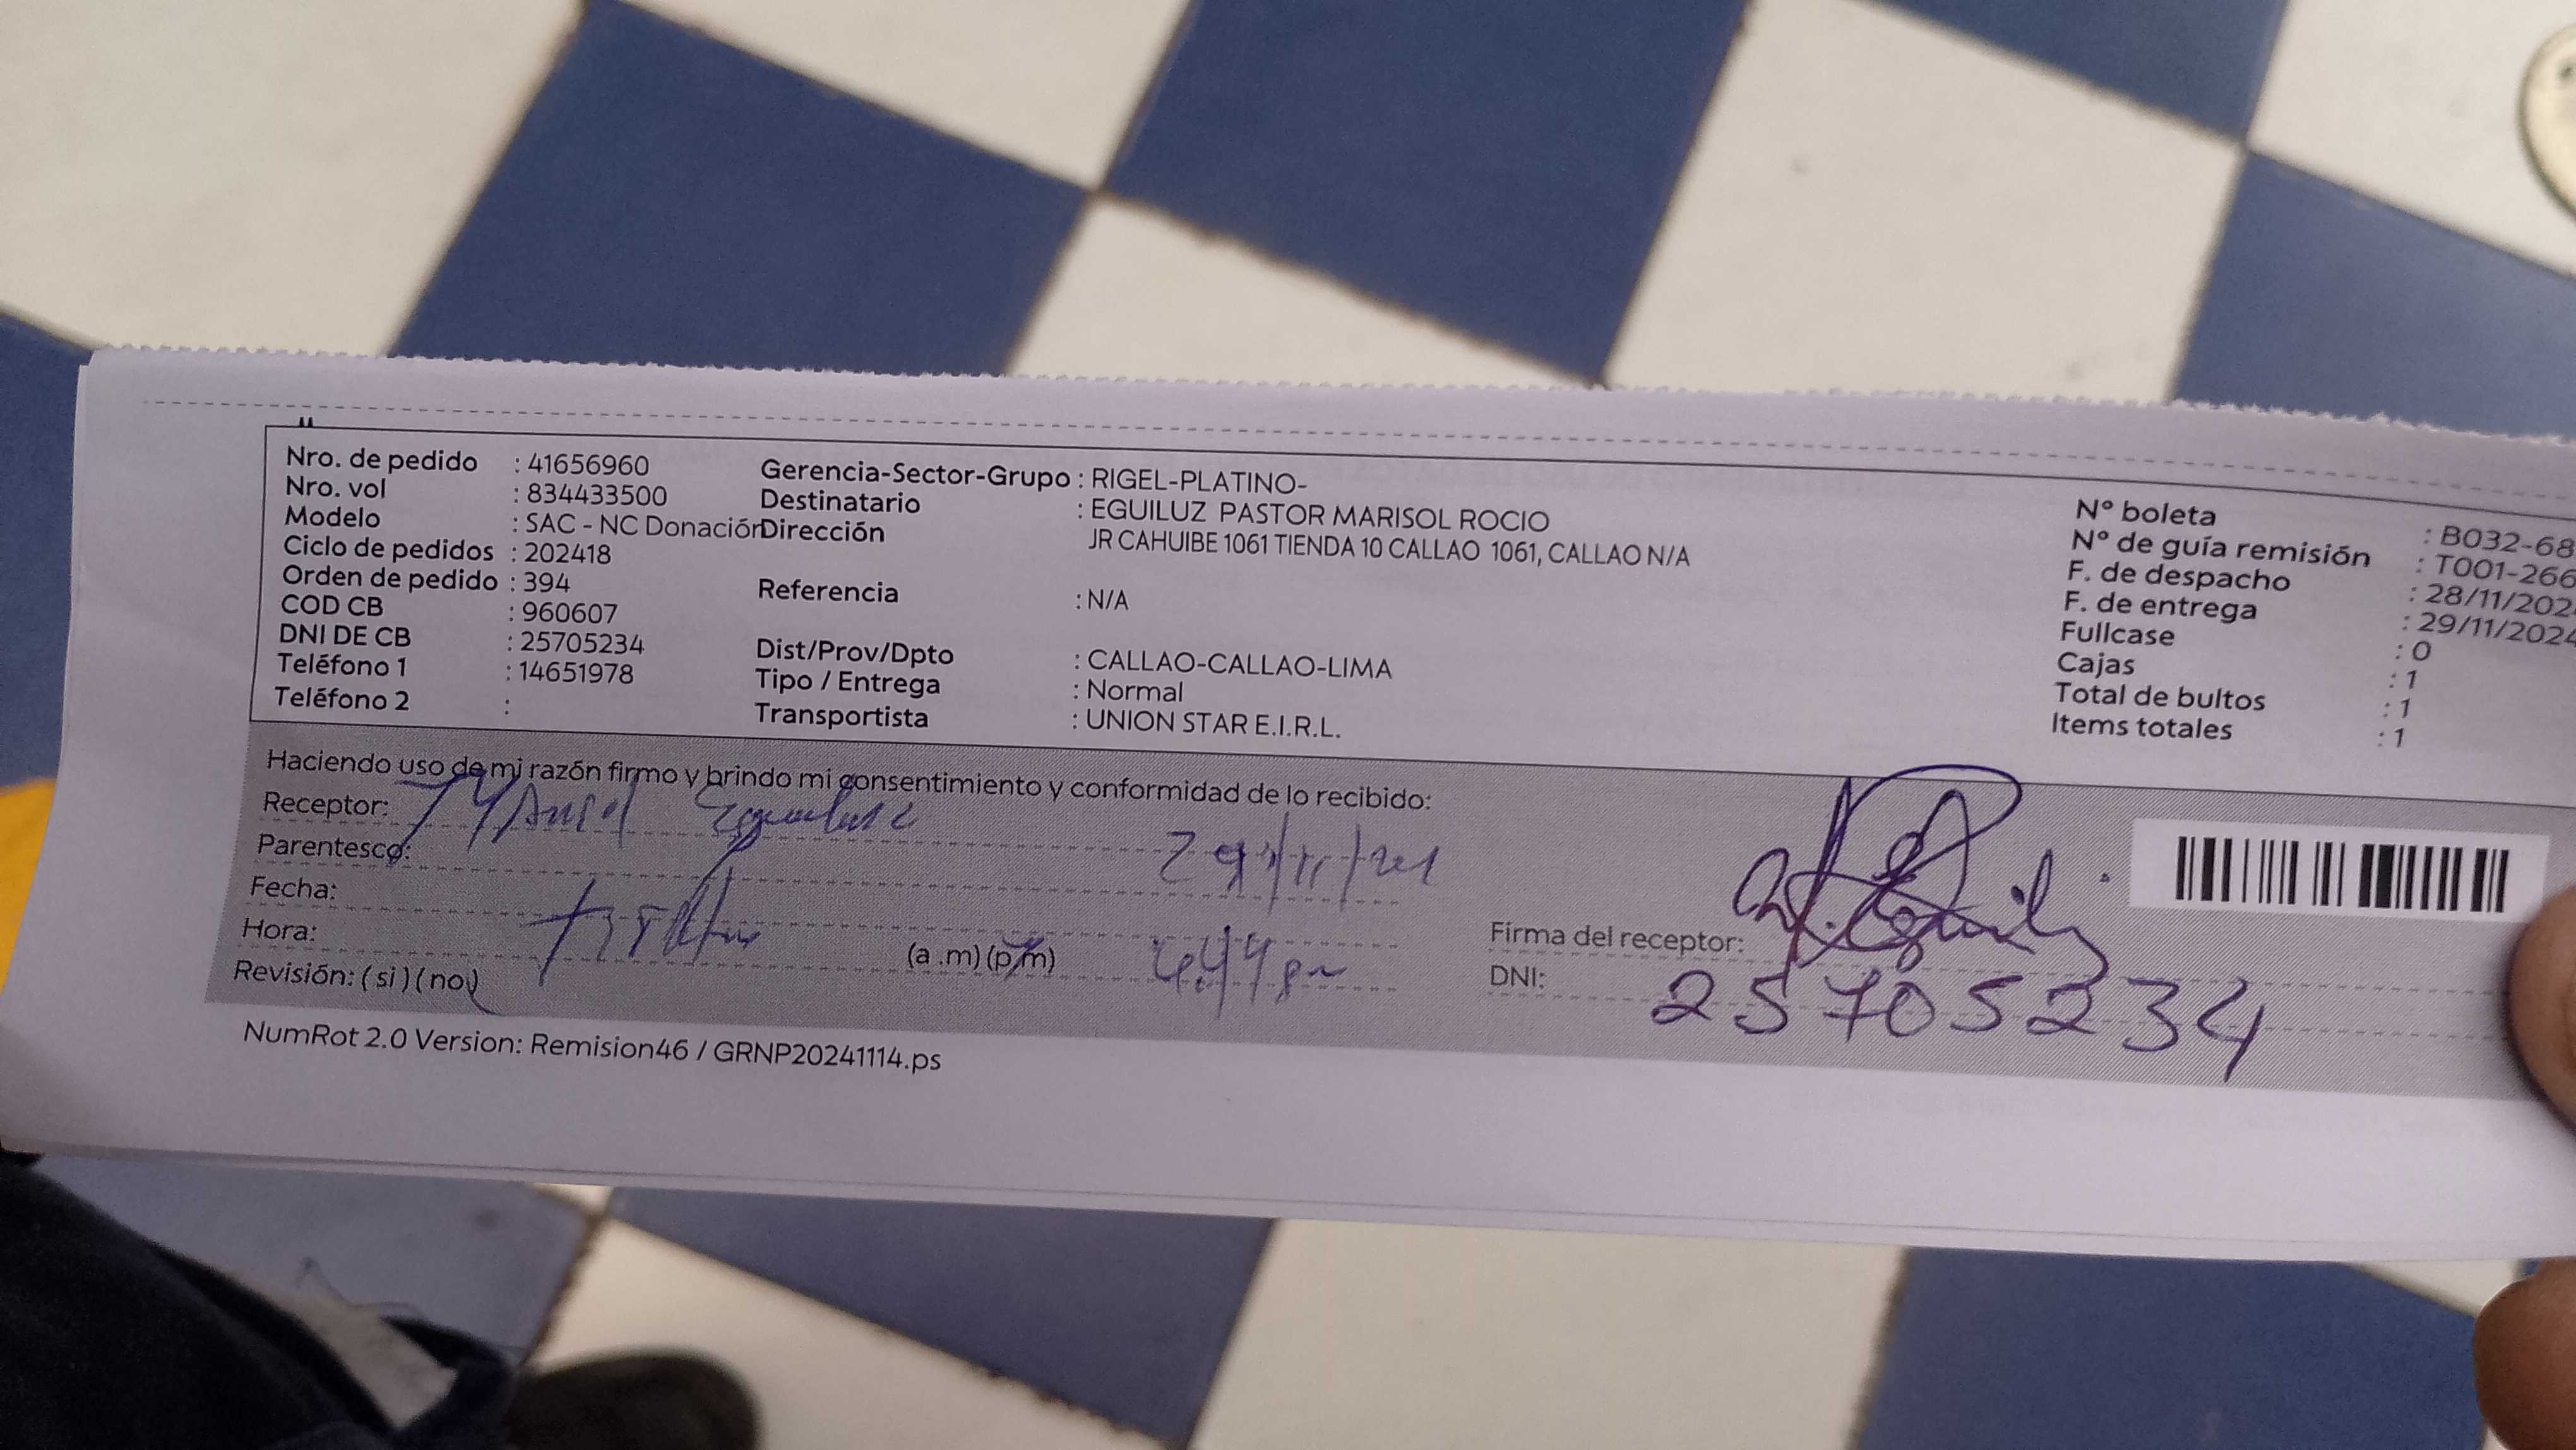 Nro. de pedido : 41656960
Nro. vol : 834433500
Modelo : SAC - NC Donación
Ciclo de pedidos : 202418
Orden de pedido : 394
COD CB : 960607
DNI DE CB : 25705234
Teléfono 1 : 14651978
Teléfono 2 :
Gerencia-Sector-Grupo : RIGEL-PLATINO-
Destinatario : EGUILUZ PASTOR MARISOL ROCIO
Dirección JR CAHUIBE 1061 TIENDA 10 CALLAO 1061, CALLAO N/A
Referencia : N/A
Dist/Prov/Dpto : CALLAO-CALLAO-LIMA
Tipo / Entrega : Normal
Transportista : UNION STAR E.I.R.L.
Nº boleta : B032-68
Nº de guía remisión : T001-266
F. de despacho : 28/11/202
F. de entrega : 29/11/2024
Fullcase : 0
Cajas : 1
Total de bultos : 1
Items totales : 1
Haciendo uso de mi razón firmo y brindo mi consentimiento y conformidad de lo recibido:
Receptor:
Parentesco:
Fecha:
Hora: (a.m)(p.m)
Revisión: (si)(no)
Firma del receptor:
DNI: 25705234
NumRot 2.0 Version: Remision46 / GRNP20241114.ps